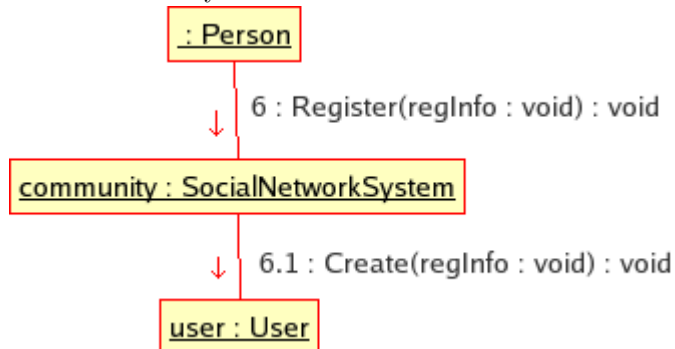 : Person
6 : Register(regInfo : void) : void
community : SocialNetworkSystem
6.1 : Create(regInfo : void) : void
user : User